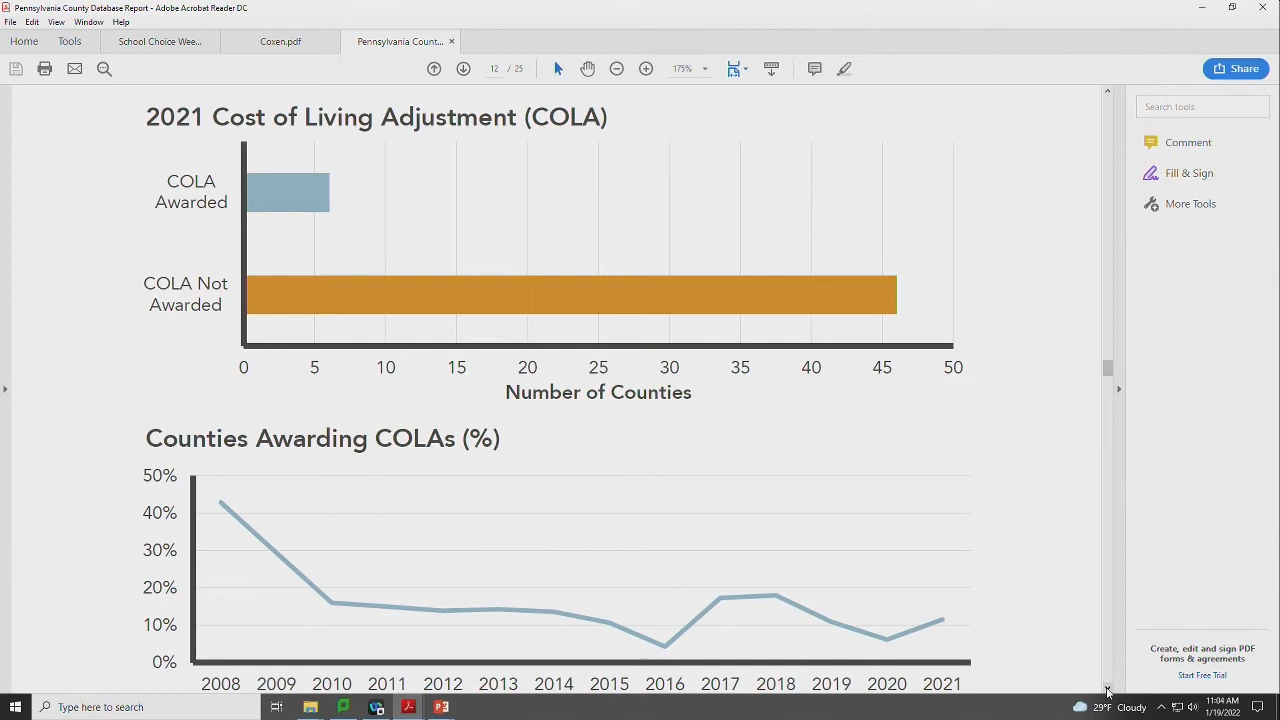 Pennsylvania County Database Report - Adobe Acrobat Reader DC
File Edit View Window Help
Home Tools School Choice Wee... Coxen.pdf Pennsylvania Count... ×
12 / 25 175% Share
2021 Cost of Living Adjustment (COLA)
COLA
Awarded
COLA Not
Awarded
0 5 10 15 20 25 30 35 40 45 50
Number of Counties
Counties Awarding COLAs (%)
50%
40%
30%
20%
10%
0%
2008 2009 2010 2011 2012 2013 2014 2015 2016 2017 2018 2019 2020 2021
Search tools
Comment
Fill & Sign
More Tools
Create, edit and sign PDF
forms & agreements
Start Free Trial
Type here to search
29°F Cloudy
11:04 AM
1/19/2022